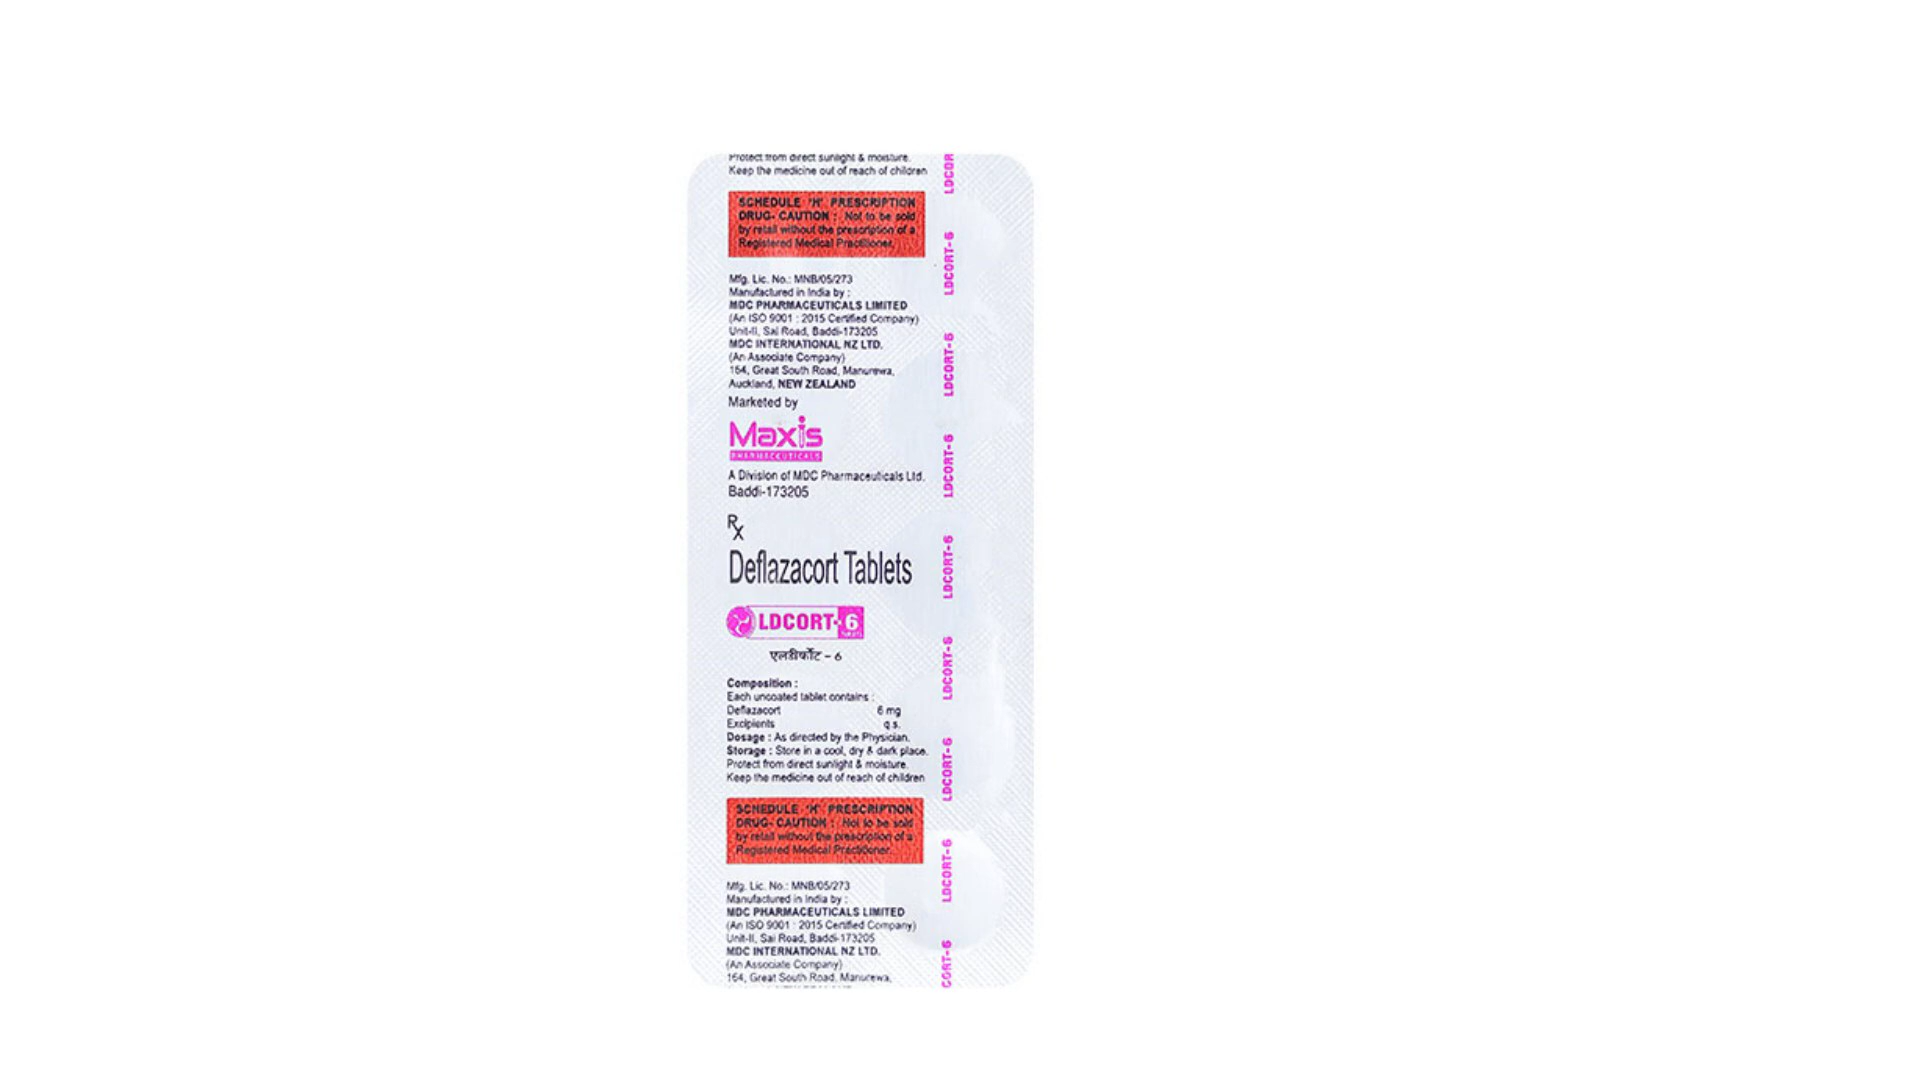 Protect from direct sunlight & moisture.
Keep the medicine out of reach of children
SCHEDULE 'H' PRESCRIPTION
DRUG- CAUTION : Not to be sold
by retail without the prescription of a
Registered Medical Practitioner.
Mfg. Lic. No.: MNB/05/273
Manufactured in India by :
MDC PHARMACEUTICALS LIMITED
(An ISO 9001 : 2015 Certified Company)
Unit-II, Sai Road, Baddi-173205
MDC INTERNATIONAL NZ LTD.
(An Associate Company)
164, Great South Road, Manurewa,
Auckland, NEW ZEALAND
Marketed by
Maxis
PHARMACEUTICALS
A Division of MDC Pharmaceuticals Ltd.
Baddi-173205
Rx
Deflazacort Tablets
LDCORT-6
Tablets
एलडीर्कोट - 6
Composition :
Each uncoated tablet contains :
Deflazacort 6 mg
Excipients q.s.
Dosage : As directed by the Physician.
Storage : Store in a cool, dry & dark place.
Protect from direct sunlight & moisture.
Keep the medicine out of reach of children
SCHEDULE 'H' PRESCRIPTION
DRUG- CAUTION : Not to be sold
by retail without the prescription of a
Registered Medical Practitioner.
Mfg. Lic. No.: MNB/05/273
Manufactured in India by :
MDC PHARMACEUTICALS LIMITED
(An ISO 9001 : 2015 Certified Company)
Unit-II, Sai Road, Baddi-173205
MDC INTERNATIONAL NZ LTD.
(An Associate Company)
164, Great South Road, Manurewa,
LDCOR
LDCORT-6
LDCORT-6
LDCORT-6
LDCORT-6
LDCORT-6
LDCORT-6
LDCORT-6
CORT-6